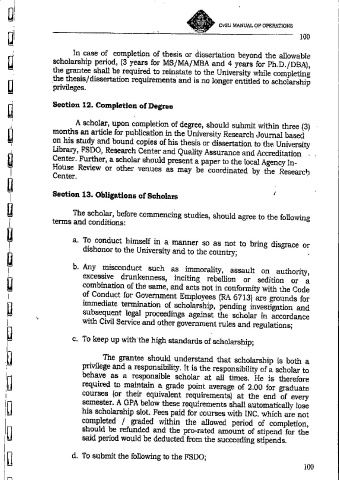 CvSU MANUAL OF OPERATIONS
100
In case of completion of thesis or dissertation beyond the allowable
scholarship period, (3 years for MS/MA/MBA and 4 years for Ph.D./DBA),
the grantee shall be required to reinstate to the University while completing
the thesis/dissertation requirements and is no longer entitled to scholarship
privileges.
Section 12. Completion of Degree
A scholar, upon completion of degree, should submit within three (3)
months an article for publication in the University Research Journal based
on his study and bound copies of his thesis or dissertation to the University
Library, FSDO, Research Center and Quality Assurance and Accreditation
Center. Further, a scholar should present a paper to the local Agency In-
House Review or other venues as may be coordinated by the Research
Center.
Section 13. Obligations of Scholars
The scholar, before commencing studies, should agree to the following
terms and conditions:
a. To conduct himself in a manner so as not to bring disgrace or
dishonor to the University and to the country;
b. Any misconduct such as immorality, assault on authority,
excessive drunkenness, inciting rebellion or sedition or a
combination of the same, and acts not in conformity with the Code
of Conduct for Government Employees (RA 6713) are grounds for
immediate termination of scholarship, pending investigation and
subsequent legal proceedings against the scholar in accordance
with Civil Service and other government rules and regulations;
c. To keep up with the high standards of scholarship;
The grantee should understand that scholarship is both a
privilege and a responsibility. It is the responsibility of a scholar to
behave as a responsible scholar at all times. He is therefore
required to maintain a grade point average of 2.00 for graduate
courses (or their equivalent requirements) at the end of every
semester. A GPA below these requirements shall automatically lose
his scholarship slot. Fees paid for courses with INC. which are not
completed / graded within the allowed period of completion,
should be refunded and the pro-rated amount of stipend for the
said period would be deducted from the succeeding stipends.
d. To submit the following to the FSDO;
109